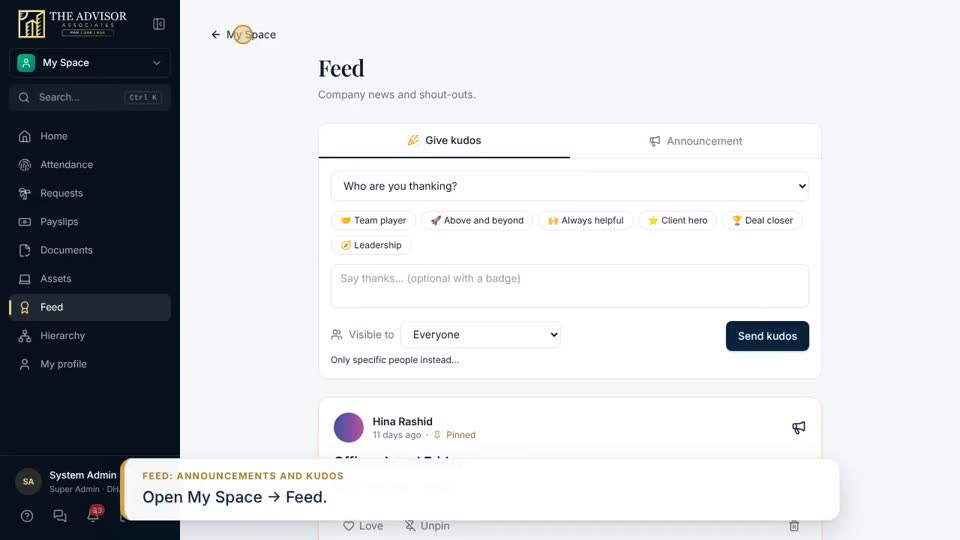 THE ADVISOR
ASSOCIATES
My Space
Search...
Ctrl K
Home
Attendance
Requests
Payslips
Documents
Assets
Feed
Hierarchy
My profile
SA
System Admin
Super Admin · DH
33
← My Space
Feed
Company news and shout-outs.
🎉 Give kudos
Announcement
Who are you thanking?
🤝 Team player
🚀 Above and beyond
🙌 Always helpful
⭐ Client hero
🏆 Deal closer
🧭 Leadership
Say thanks... (optional with a badge)
Visible to
Everyone
Send kudos
Only specific people instead...
Hina Rashid
11 days ago · Pinned
FEED: ANNOUNCEMENTS AND KUDOS
Open My Space → Feed.
Love
Unpin